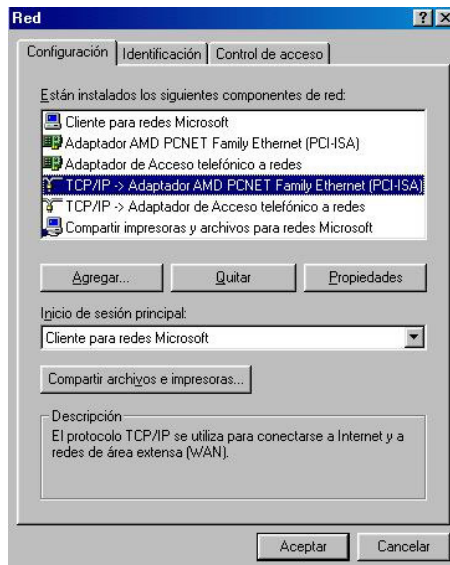 Red
Configuración Identificación Control de acceso
Están instalados los siguientes componentes de red:
Cliente para redes Microsoft
Adaptador AMD PCNET Family Ethernet (PCI-ISA)
Adaptador de Acceso telefónico a redes
TCP/IP -> Adaptador AMD PCNET Family Ethernet (PCI-ISA)
TCP/IP -> Adaptador de Acceso telefónico a redes
Compartir impresoras y archivos para redes Microsoft
Agregar... Quitar Propiedades
Inicio de sesión principal:
Cliente para redes Microsoft
Compartir archivos e impresoras...
Descripción
El protocolo TCP/IP se utiliza para conectarse a Internet y a
redes de área extensa (WAN).
Aceptar Cancelar